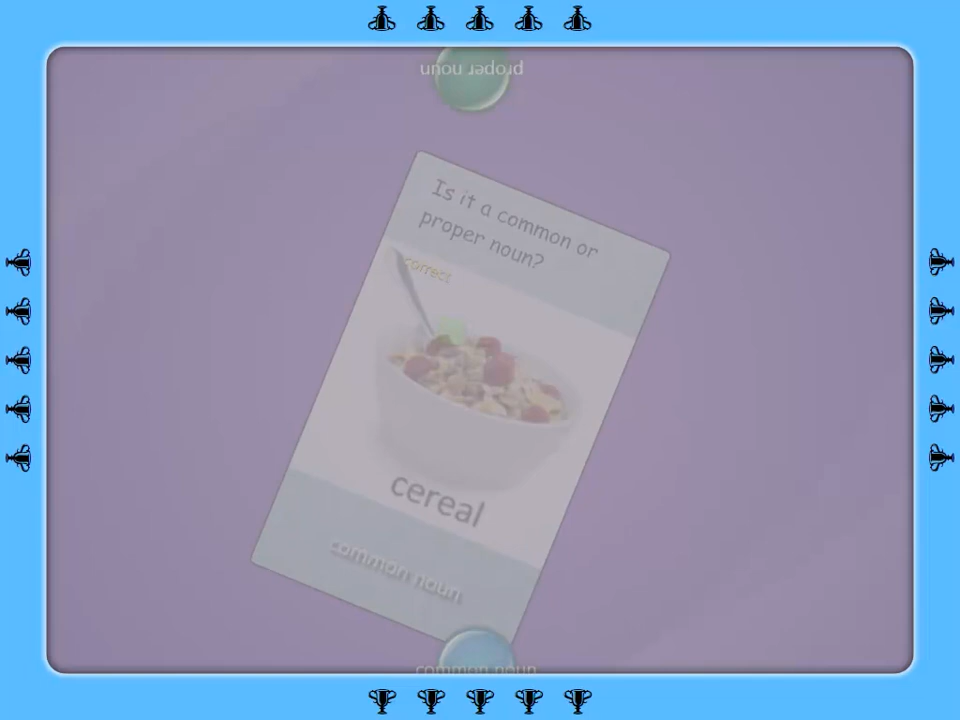 proper noun
Is it a common or
proper noun?
correct
cereal
common noun
common noun